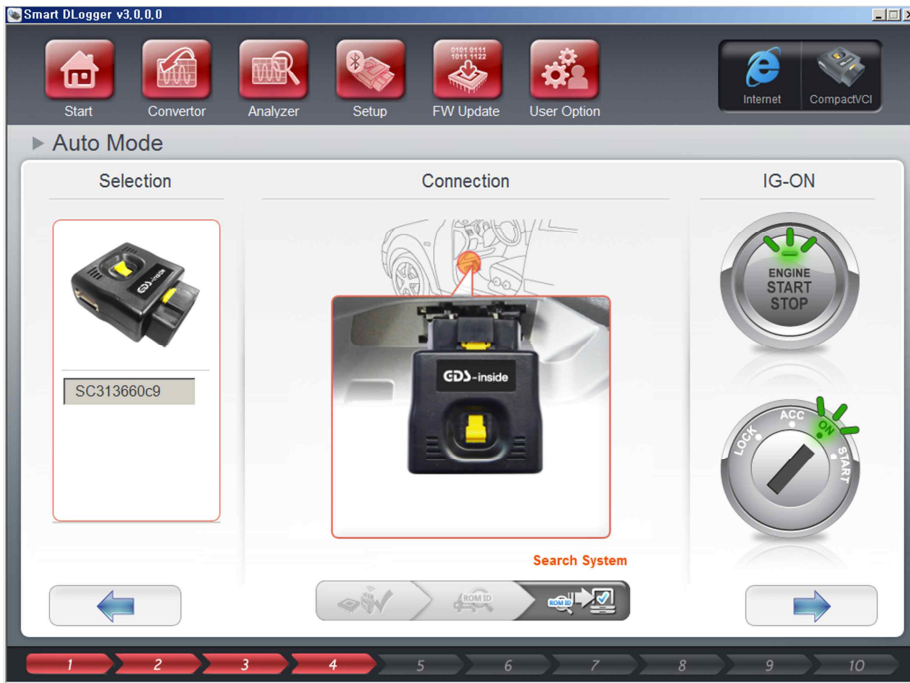 Smart DLogger v3,0,0,0
Start
Convertor
Analyzer
Setup
0101 0111
1011 1122
FW Update
User Option
Internet
CompactVCI
Auto Mode
Selection
Connection
IG-ON
GDS-inside
SC313660c9
GDS-inside
ENGINE
START
STOP
LOCK
ACC
ON
START
Search System
ROM ID
ROM ID
1 2 3 4 5 6 7 8 9 10